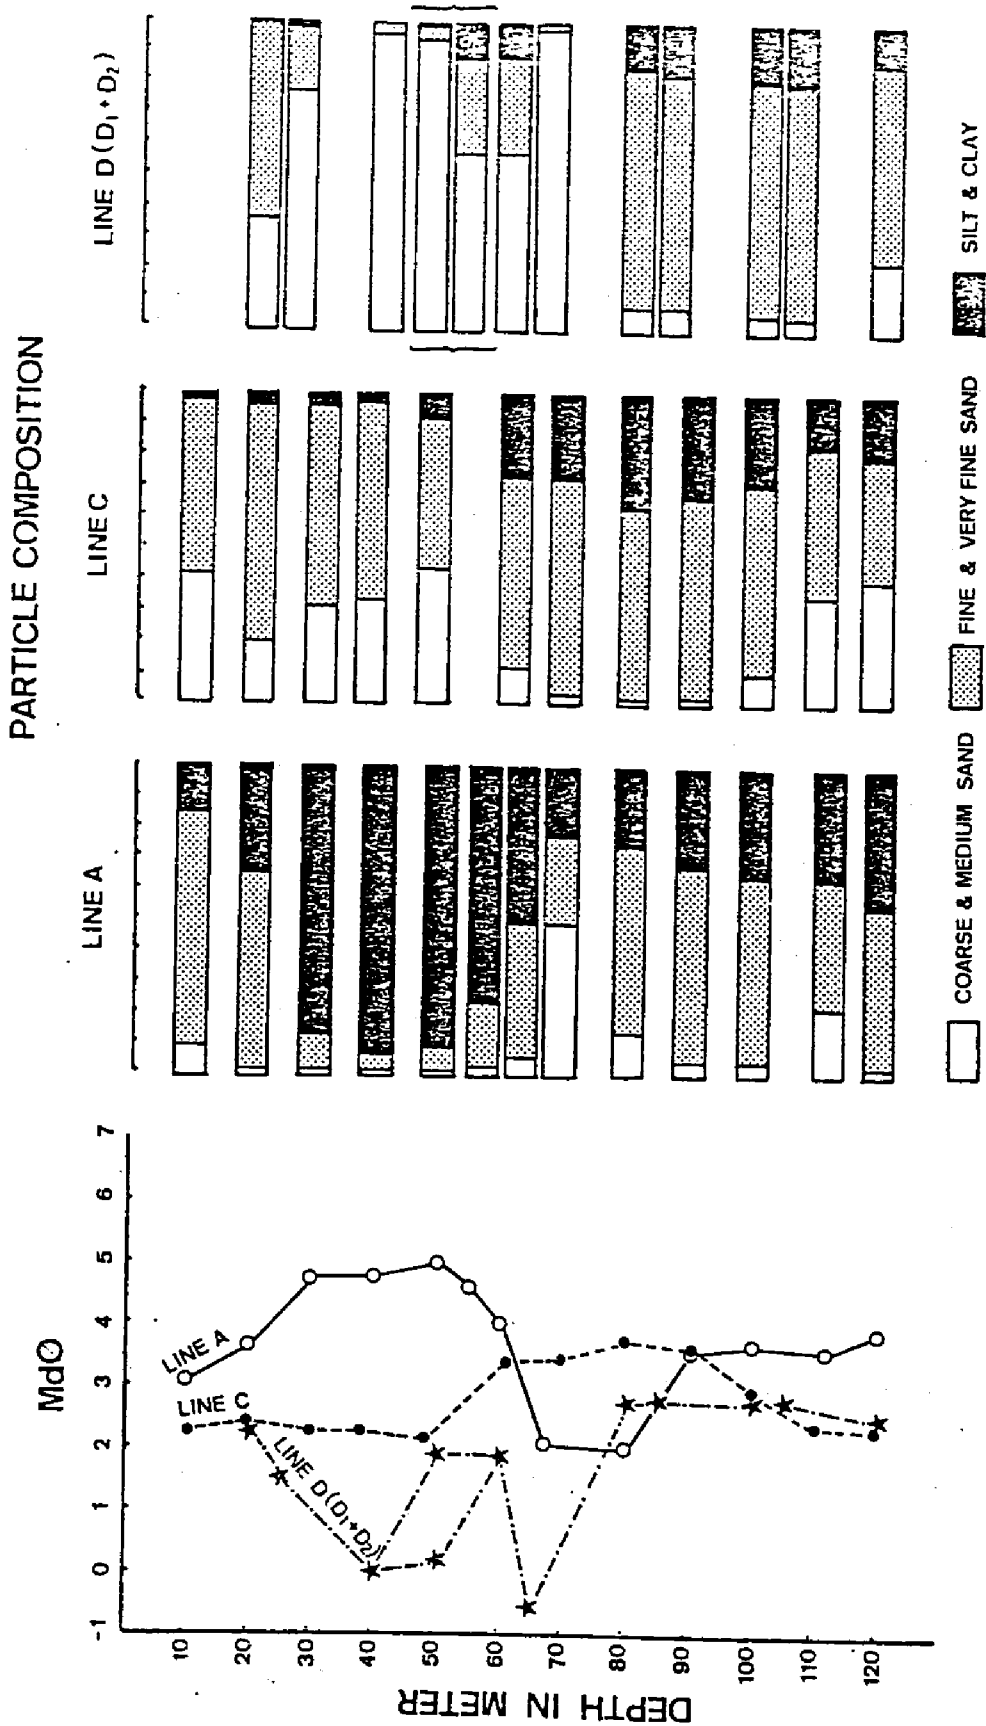 PARTICLE COMPOSITION
LINE A
LINE C
LINE D (D₁ + D₂)
MdØ
-1 0 1 2 3 4 5 6 7
LINE A
LINE C
LINE D (D₁+D₂)
10
20
30
40
50
60
70
80
90
100
110
120
DEPTH IN METER
COARSE & MEDIUM SAND
FINE & VERY FINE SAND
SILT & CLAY